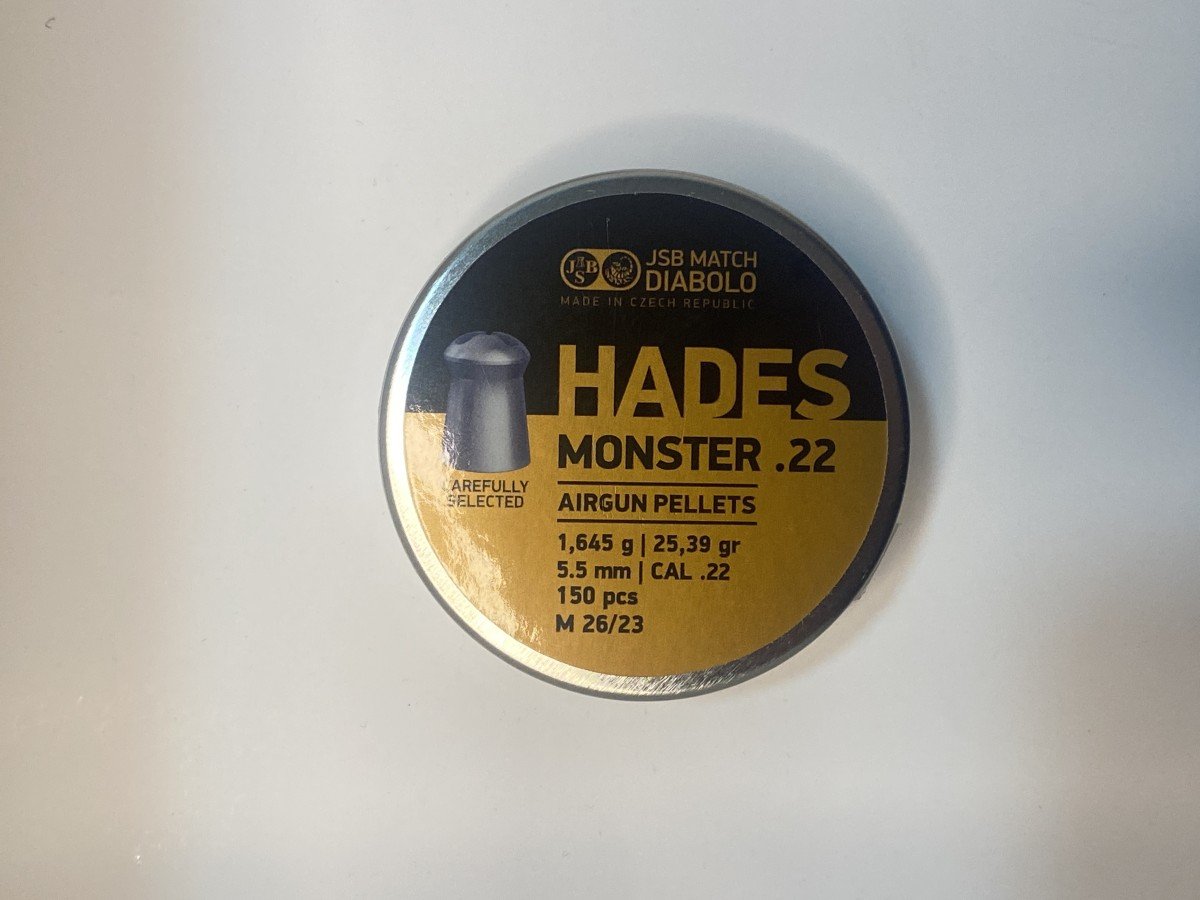 JSB
JSB MATCH
DIABOLO
MADE IN CZECH REPUBLIC
HADES
MONSTER .22
CAREFULLY
SELECTED
AIRGUN PELLETS
1,645 g | 25,39 gr
5.5 mm | CAL .22
150 pcs
M 26/23